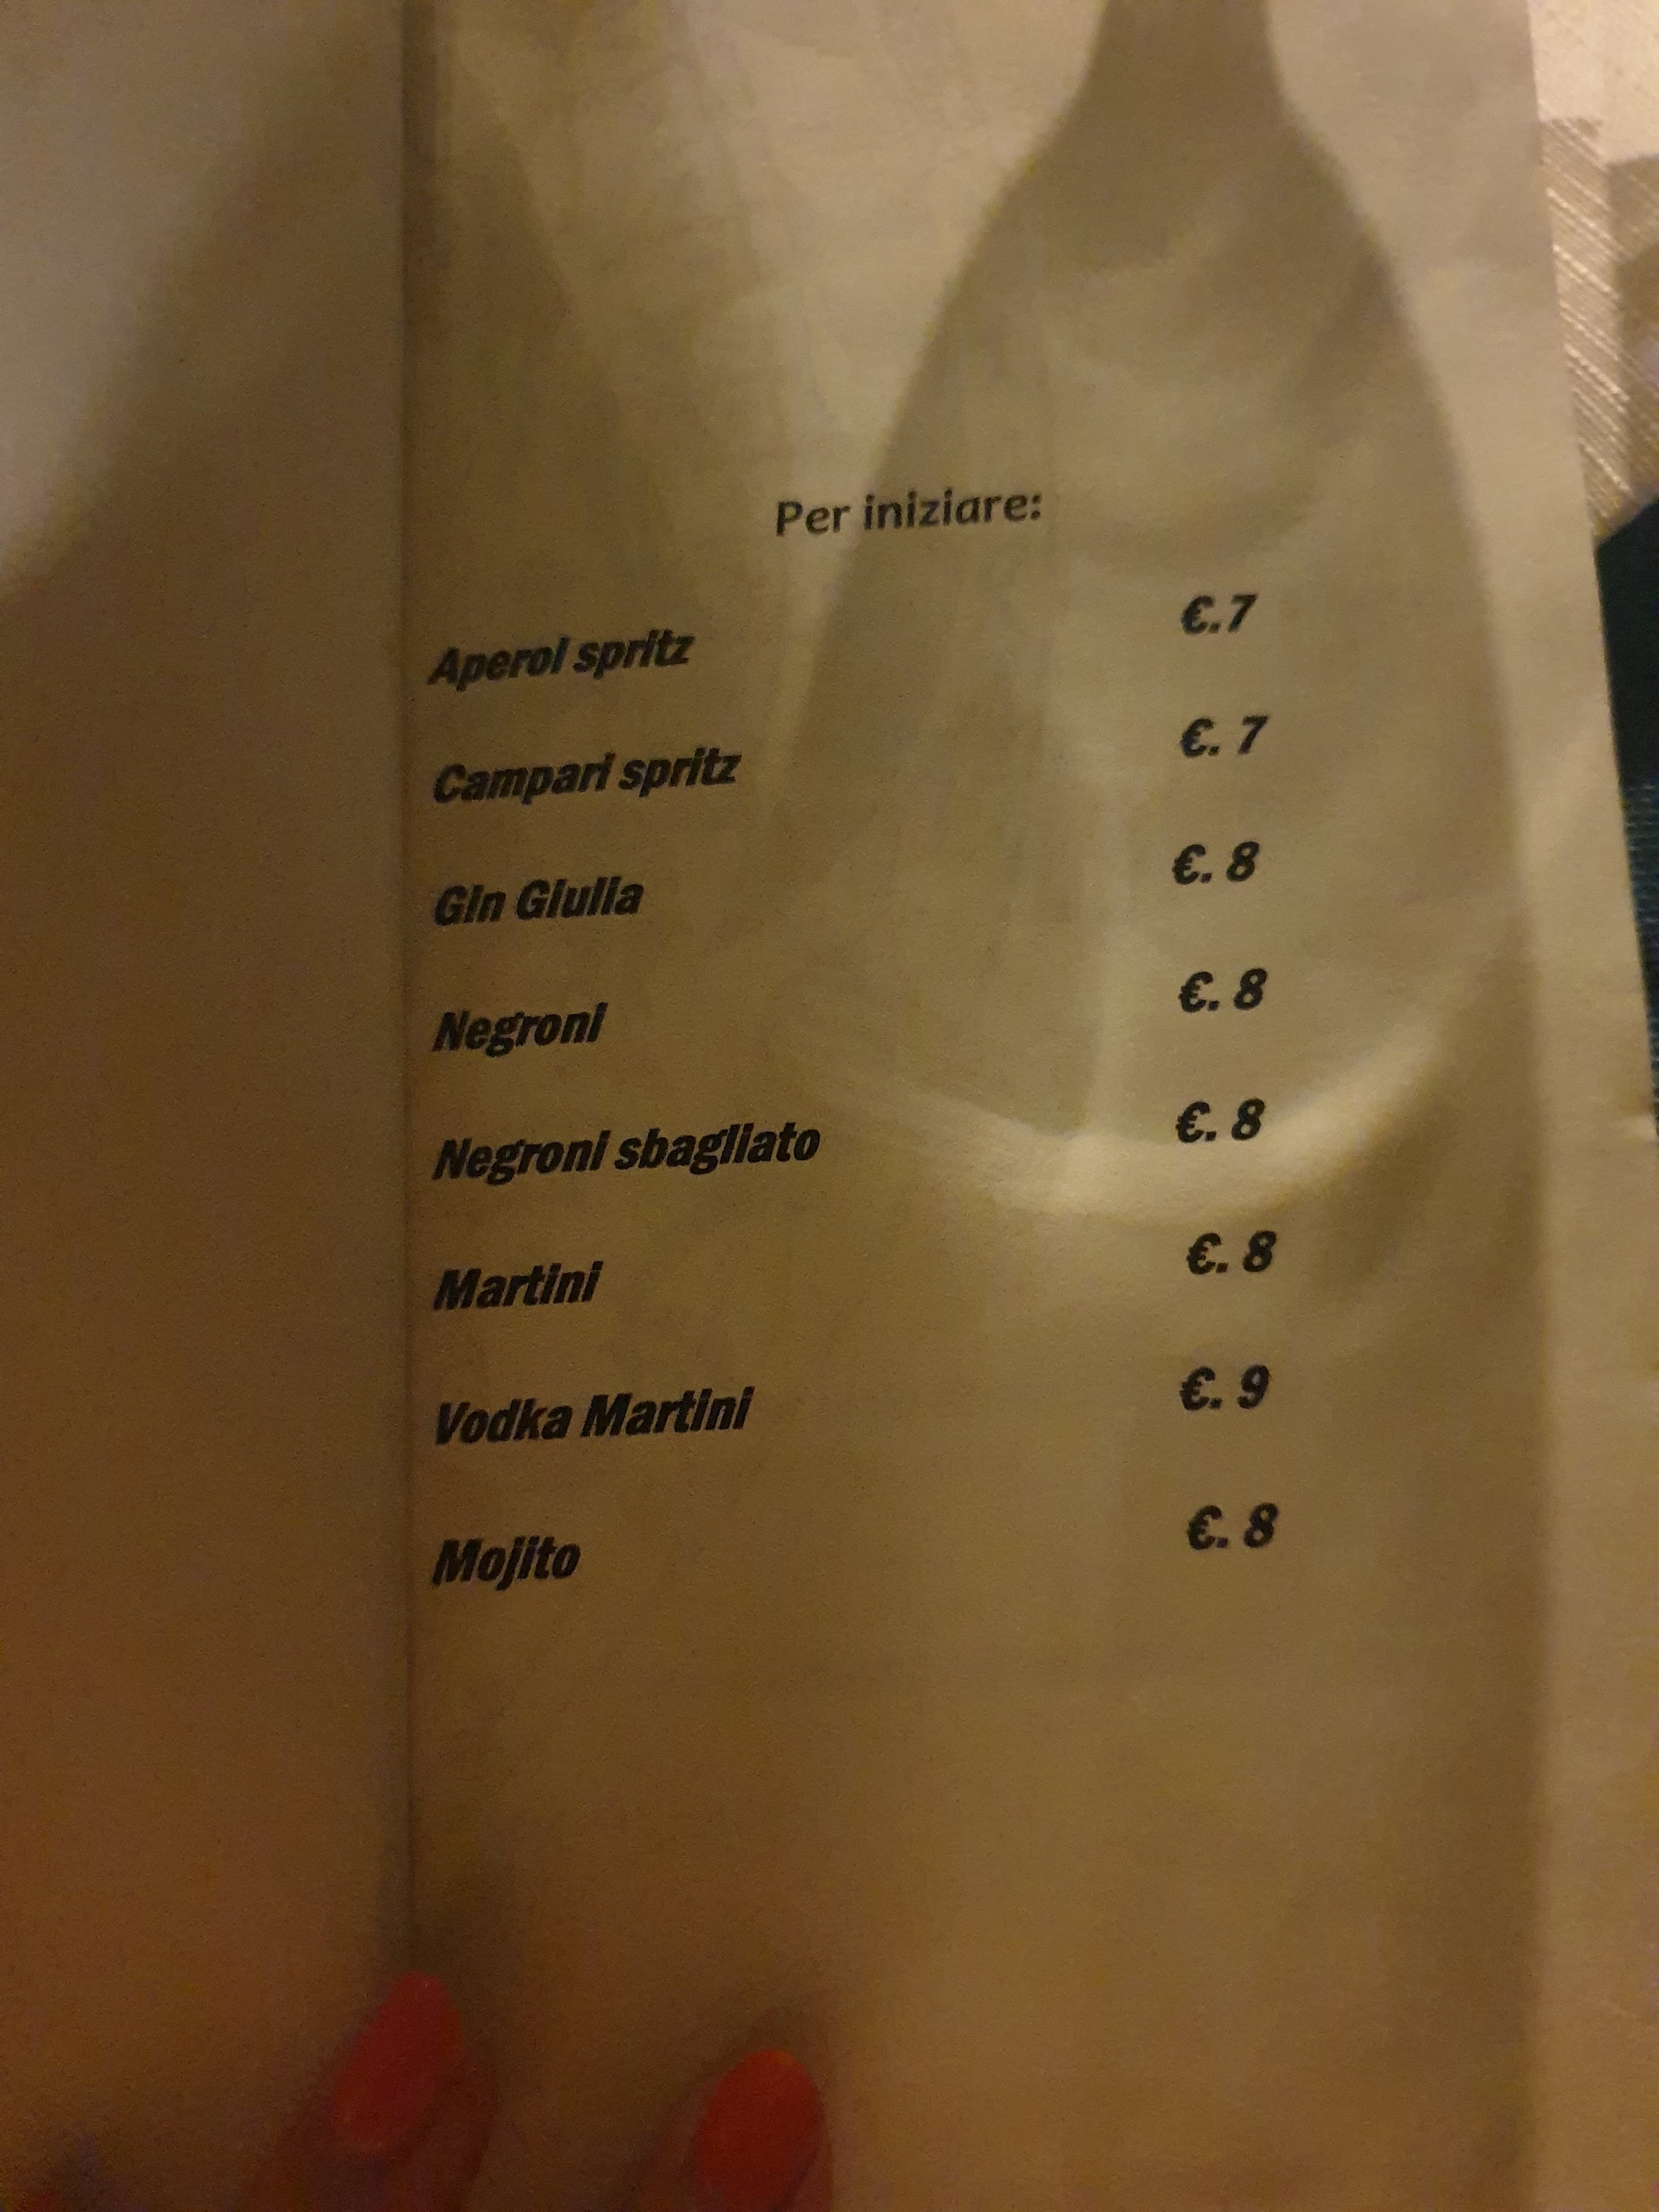 Per iniziare:
Aperol spritz €.7
Campari spritz €. 7
Gin Giulia €. 8
Negroni €. 8
Negroni sbagliato €. 8
Martini €. 8
Vodka Martini €. 9
Mojito €. 8